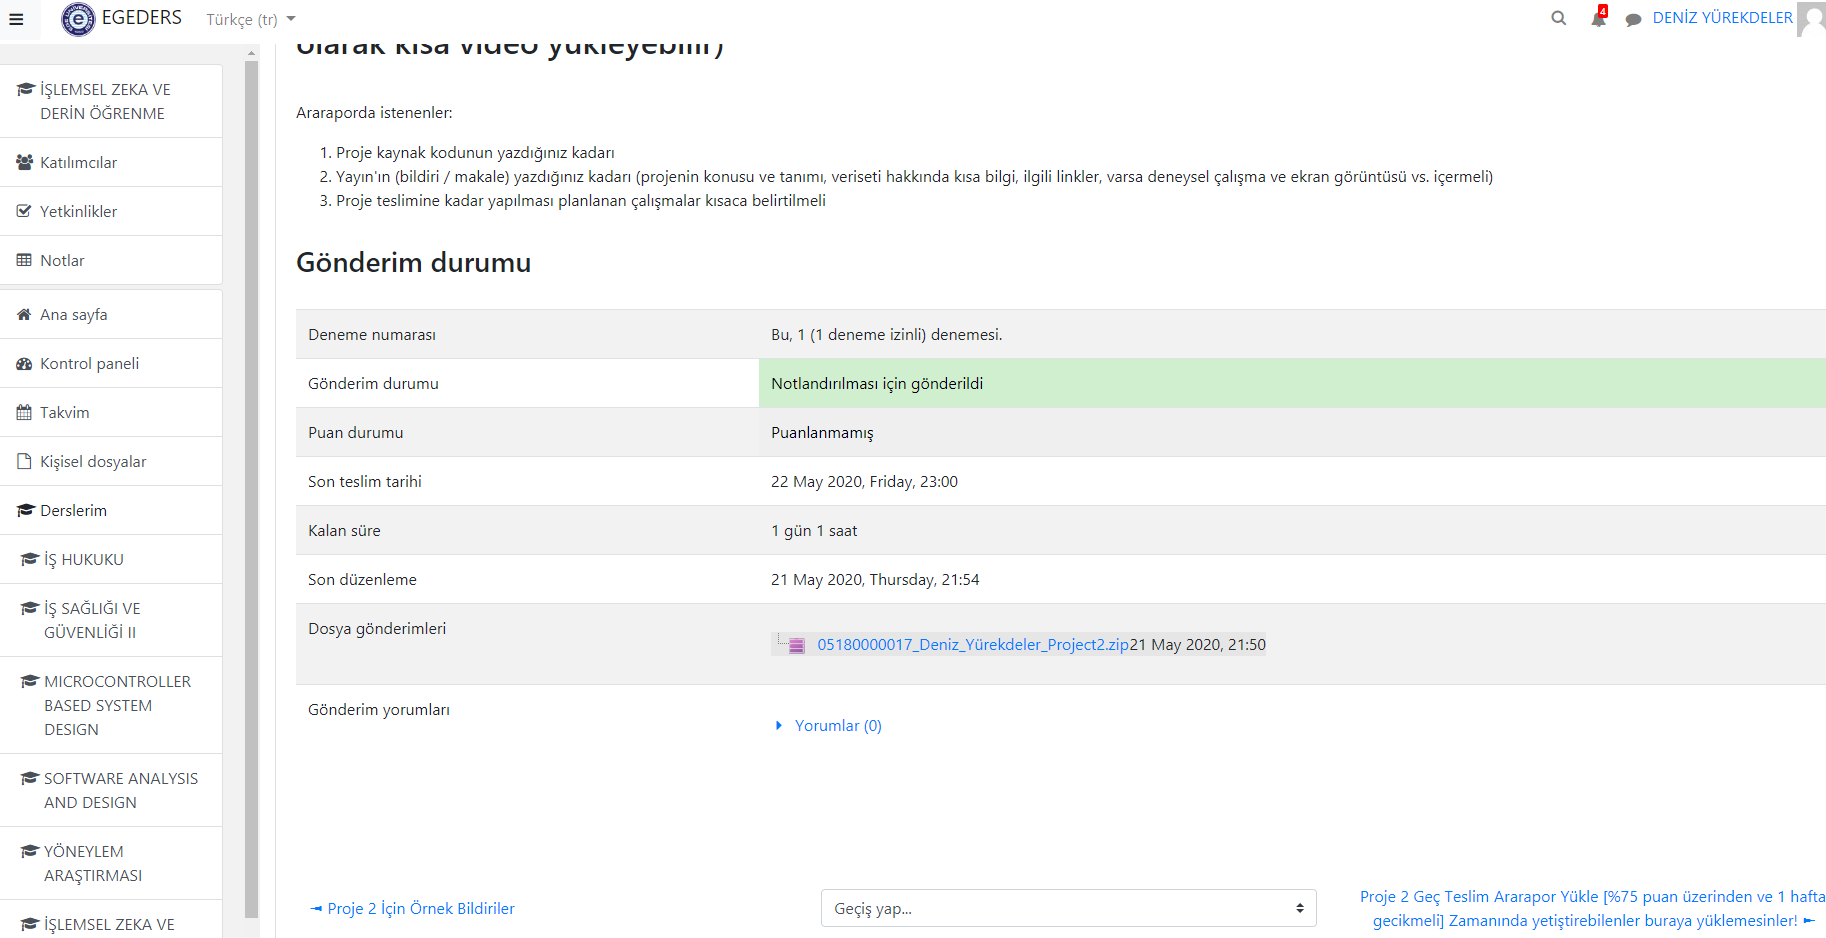 EGEDERS
Türkçe (tr)
4
DENİZ YÜREKDELER
İŞLEMSEL ZEKA VE
DERİN ÖĞRENME
Katılımcılar
Yetkinlikler
Notlar
Ana sayfa
Kontrol paneli
Takvim
Kişisel dosyalar
Derslerim
İŞ HUKUKU
İŞ SAĞLIĞI VE
GÜVENLİĞİ II
MICROCONTROLLER
BASED SYSTEM
DESIGN
SOFTWARE ANALYSIS
AND DESIGN
YÖNEYLEM
ARAŞTIRMASI
İŞLEMSEL ZEKA VE
olarak kısa video yükleyebilir)
Araraporda istenenler:
1. Proje kaynak kodunun yazdığınız kadarı
2. Yayın'ın (bildiri / makale) yazdığınız kadarı (projenin konusu ve tanımı, veriseti hakkında kısa bilgi, ilgili linkler, varsa deneysel çalışma ve ekran görüntüsü vs. içermeli)
3. Proje teslimine kadar yapılması planlanan çalışmalar kısaca belirtilmeli
Gönderim durumu
Deneme numarası Bu, 1 (1 deneme izinli) denemesi.
Gönderim durumu Notlandırılması için gönderildi
Puan durumu Puanlanmamış
Son teslim tarihi 22 May 2020, Friday, 23:00
Kalan süre 1 gün 1 saat
Son düzenleme 21 May 2020, Thursday, 21:54
Dosya gönderimleri
05180000017_Deniz_Yürekdeler_Project2.zip21 May 2020, 21:50
Gönderim yorumları
Yorumlar (0)
◄ Proje 2 İçin Örnek Bildiriler
Geçiş yap...
Proje 2 Geç Teslim Ararapor Yükle [%75 puan üzerinden ve 1 hafta
gecikmeli] Zamanında yetiştirebilenler buraya yüklemesinler! ►